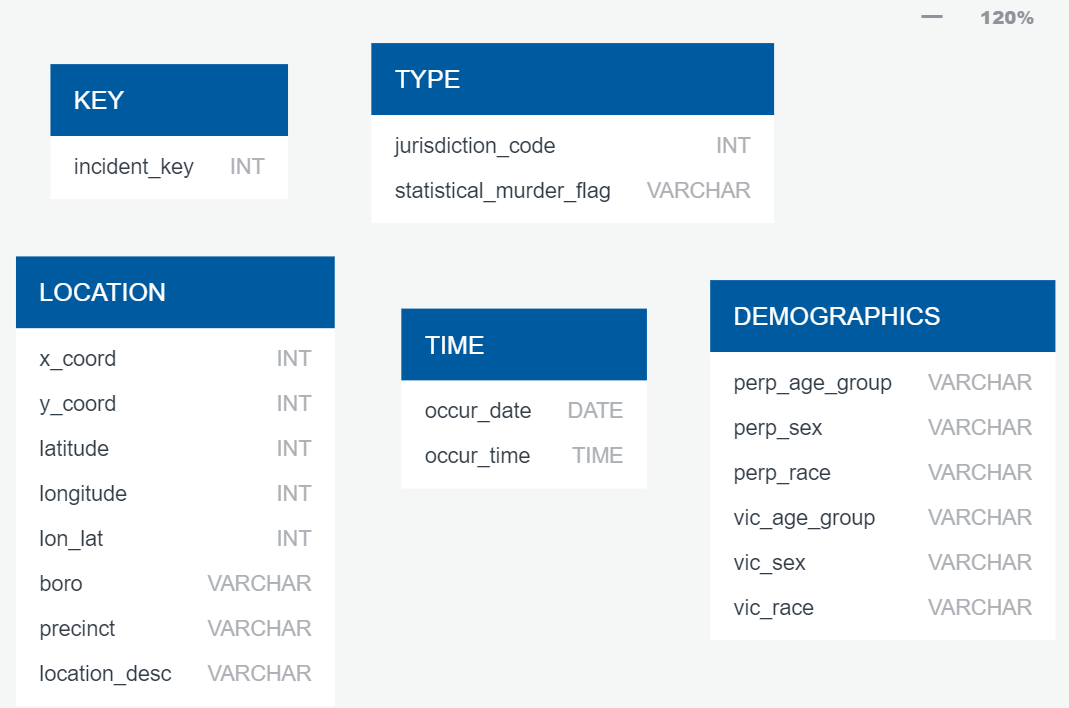 120%
KEY
incident_key INT
TYPE
jurisdiction_code INT
statistical_murder_flag VARCHAR
LOCATION
x_coord INT
y_coord INT
latitude INT
longitude INT
lon_lat INT
boro VARCHAR
precinct VARCHAR
location_desc VARCHAR
TIME
occur_date DATE
occur_time TIME
DEMOGRAPHICS
perp_age_group VARCHAR
perp_sex VARCHAR
perp_race VARCHAR
vic_age_group VARCHAR
vic_sex VARCHAR
vic_race VARCHAR